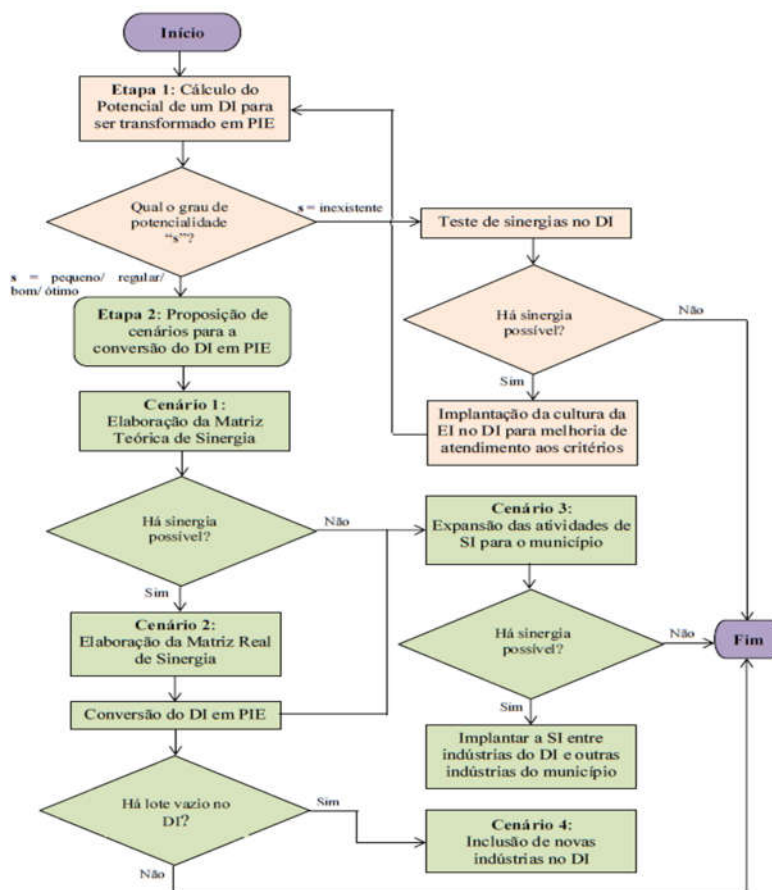 Início
Etapa 1: Cálculo do
Potencial de um DI para
ser transformado em PIE
Qual o grau de
potencialidade
“s”?
s = inexistente
Teste de sinergias no DI
s = pequeno/ regular/
bom/ ótimo
Há sinergia
possível?
Não
Sim
Etapa 2: Proposição de
cenários para a
conversão do DI em PIE
Implantação da cultura da
EI no DI para melhoria de
atendimento aos critérios
Cenário 1:
Elaboração da Matriz
Teórica de Sinergia
Há sinergia
possível?
Não
Sim
Cenário 3:
Expansão das atividades de
SI para o município
Cenário 2:
Elaboração da Matriz Real
de Sinergia
Há sinergia
possível?
Não
Sim
Fim
Conversão do DI em PIE
Implantar a SI entre
indústrias do DI e outras
indústrias do município
Há lote vazio no
DI?
Sim
Não
Cenário 4:
Inclusão de novas
indústrias no DI